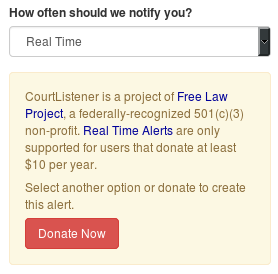 How often should we notify you?
Real Time
CourtListener is a project of Free Law
Project, a federally-recognized 501(c)(3)
non-profit. Real Time Alerts are only
supported for users that donate at least
$10 per year.
Select another option or donate to create
this alert.
Donate Now